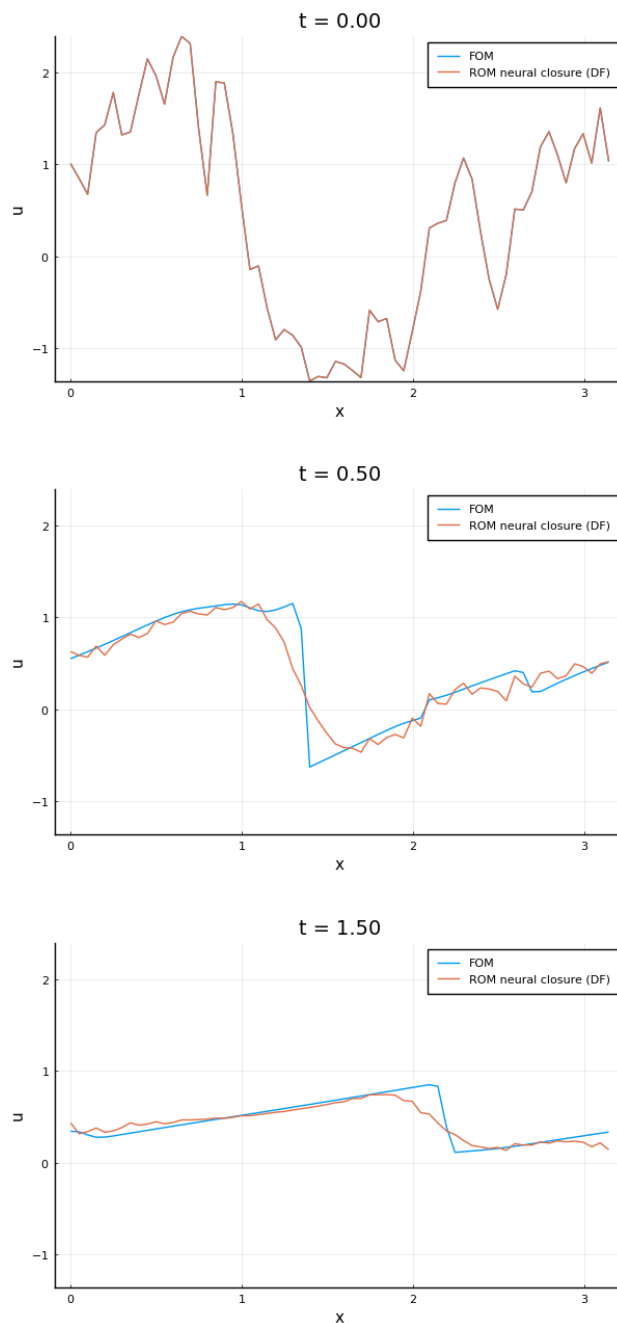 t = 0.00
FOM
ROM neural closure (DF)
2
1
0
−1
u
0
1
2
3
x
t = 0.50
FOM
ROM neural closure (DF)
2
1
0
−1
u
0
1
2
3
x
t = 1.50
FOM
ROM neural closure (DF)
2
1
0
−1
u
0
1
2
3
x